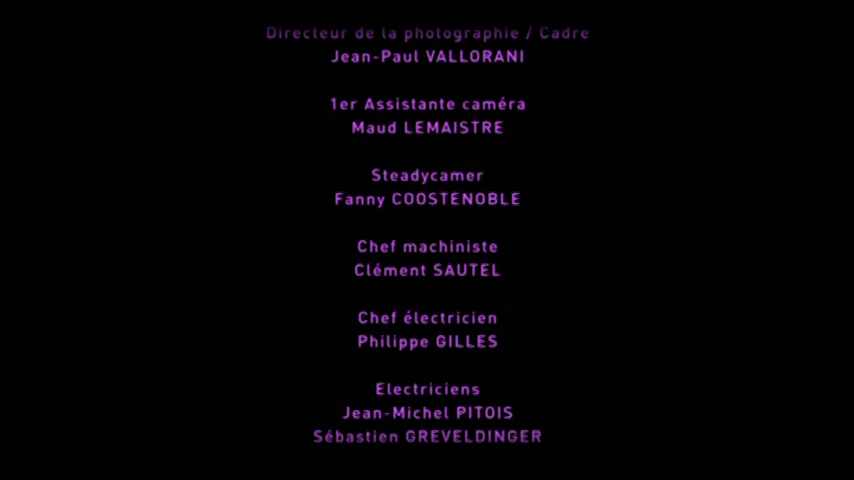 Directeur de la photographie / Cadre
Jean-Paul VALLORANI
1er Assistante caméra
Maud LEMAISTRE
Steadycamer
Fanny COOSTENOBLE
Chef machiniste
Clément SAUTEL
Chef électricien
Philippe GILLES
Electriciens
Jean-Michel PITOIS
Sébastien GREVELDINGER